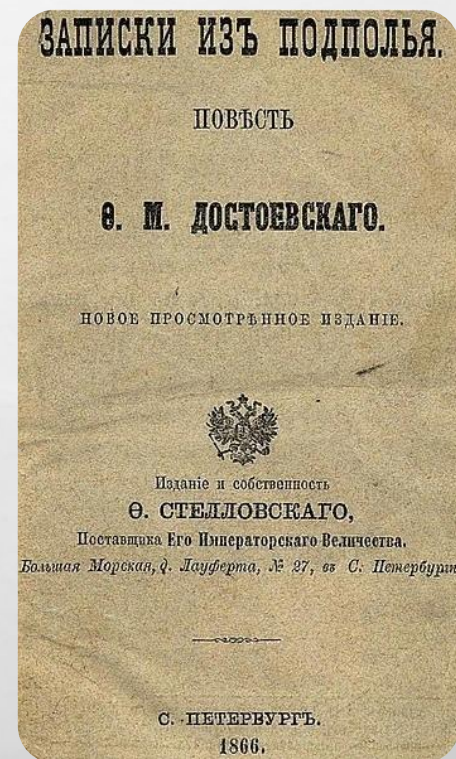 ЗАПИСКИ ИЗЪ ПОДПОЛЬЯ.
ПОВѢСТЬ
Ѳ. М. ДОСТОЕВСКАГО.
НОВОЕ ПРОСМОТРѢННОЕ ИЗДАНІЕ.
Изданіе и собственность
Ѳ. СТЕЛЛОВСКАГО,
Поставщика Его Императорскаго Величества.
Большая Морская, д. Лауферта, № 27, въ С. Петербург
С. ПЕТЕРБУРГЪ.
1866.